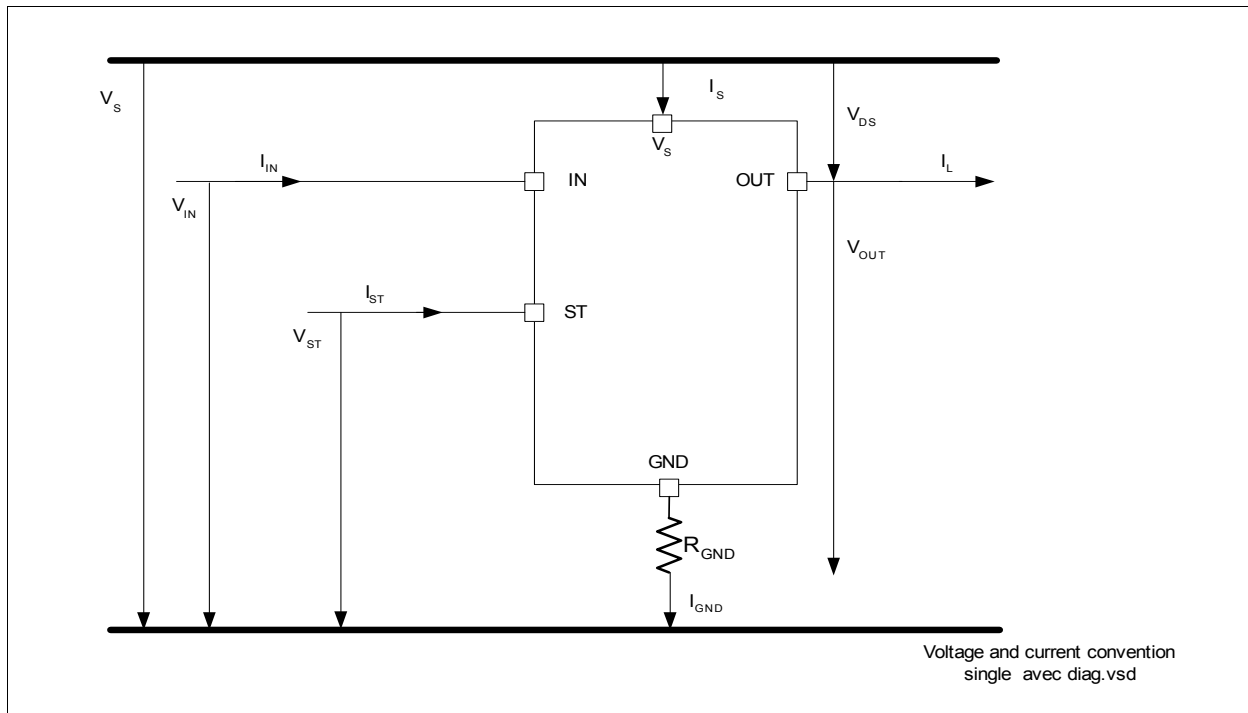 V_S
I_S
V_DS
V_S
I_IN
IN
OUT
I_L
V_IN
V_OUT
I_ST
ST
V_ST
GND
R_GND
I_GND
Voltage and current convention
single avec diag.vsd